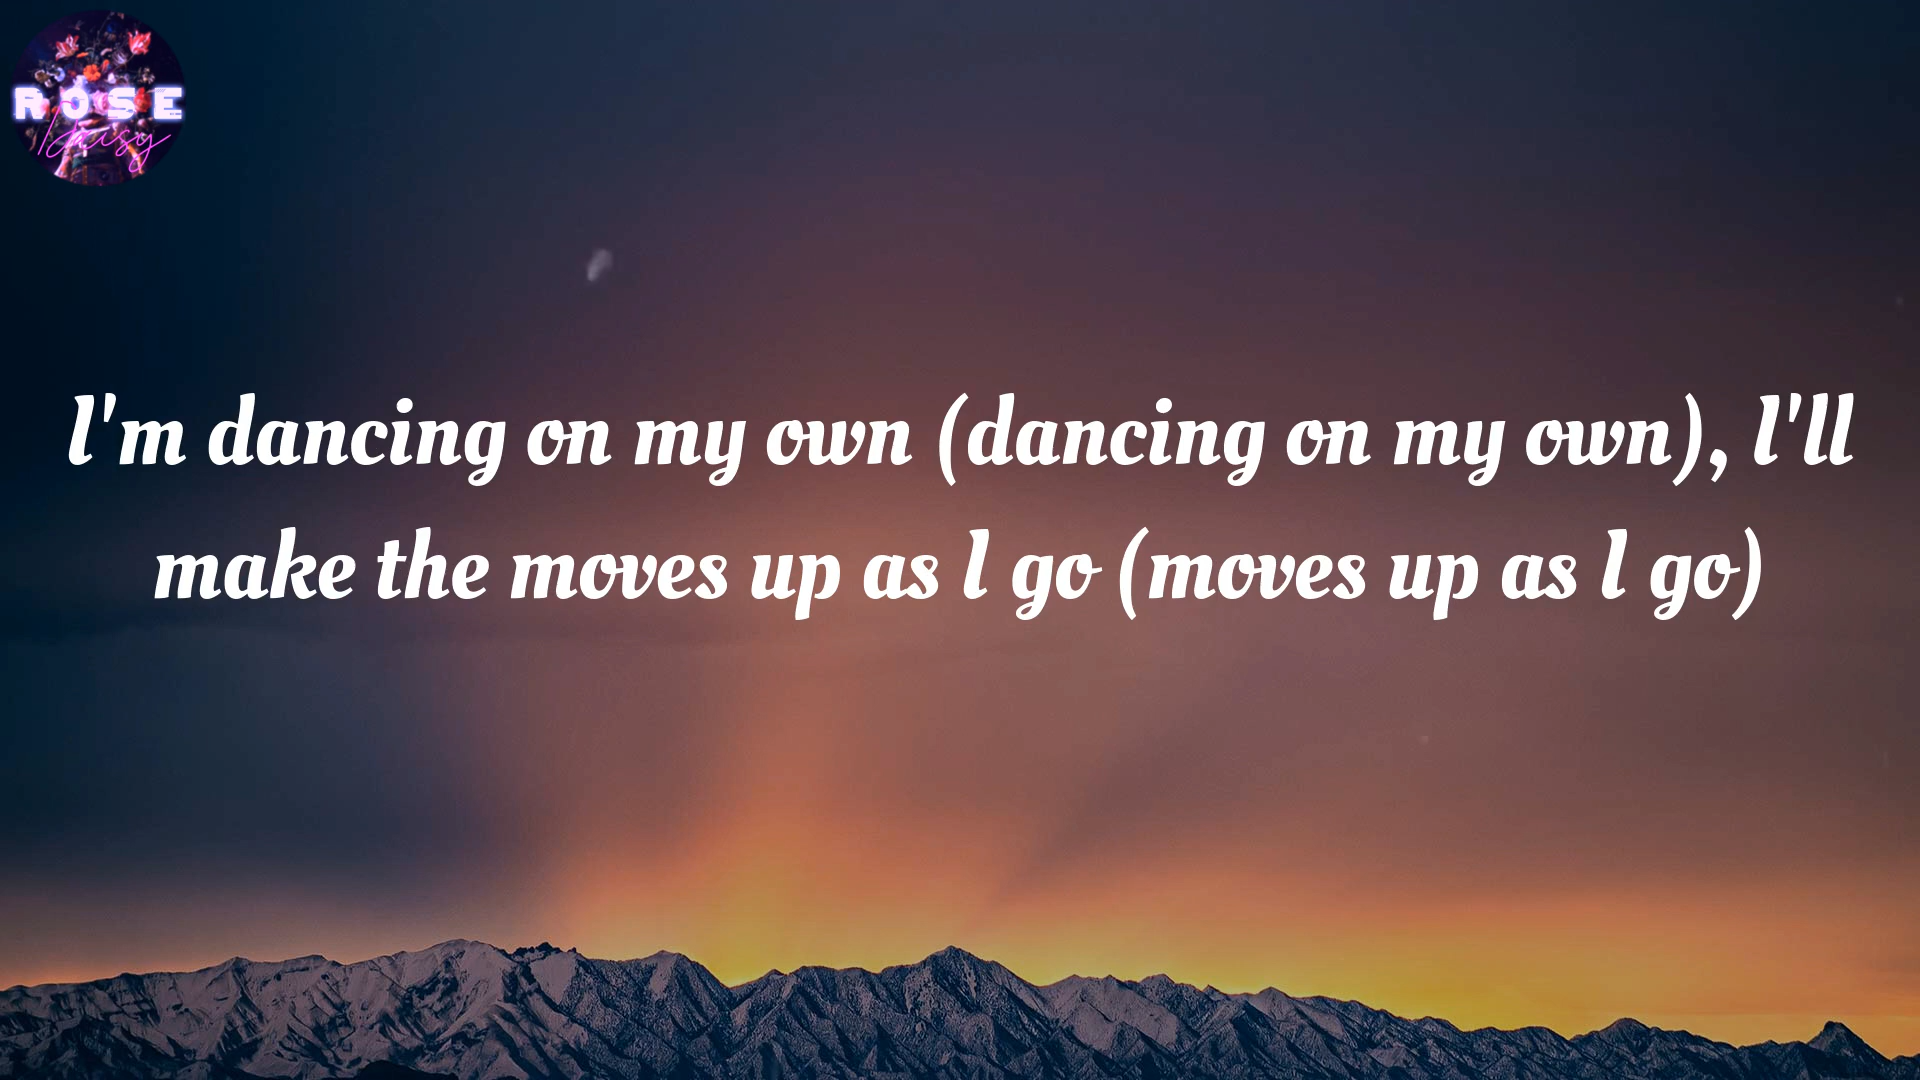 ROSE
Daisy
I'm dancing on my own (dancing on my own), I'll
make the moves up as I go (moves up as I go)